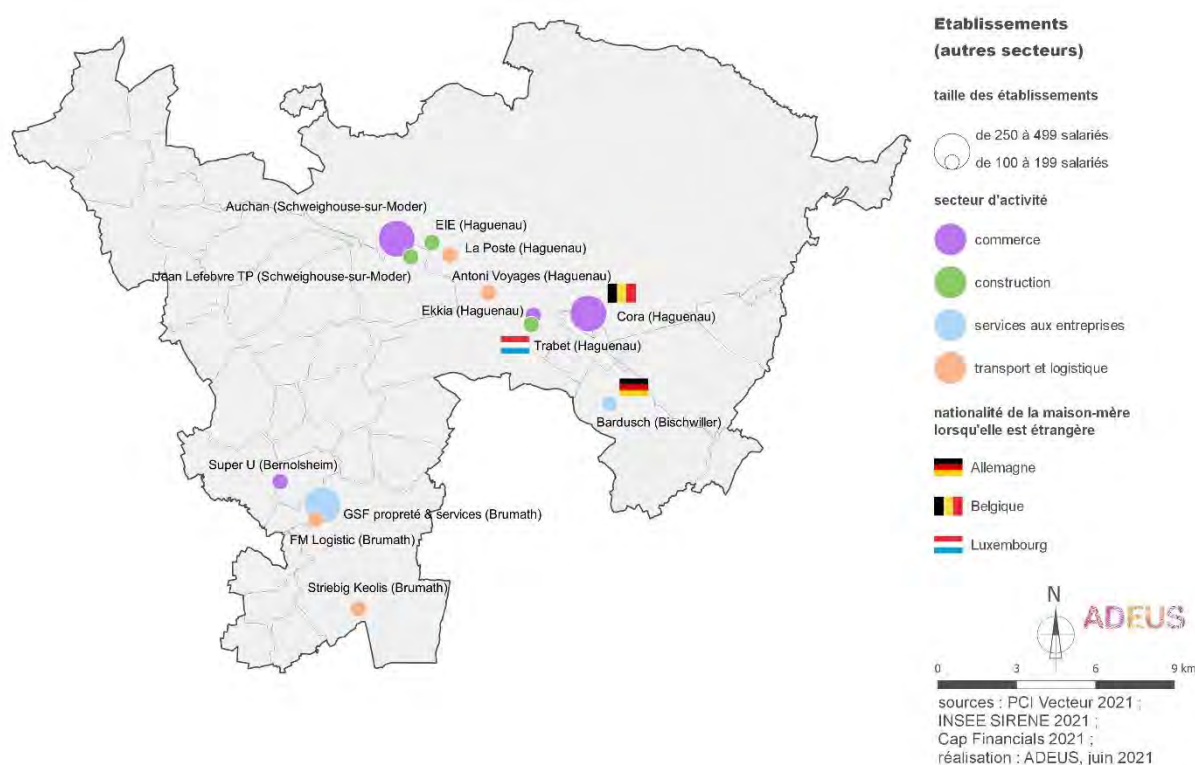 Etablissements
(autres secteurs)
taille des établissements
de 250 à 499 salariés
de 100 à 199 salariés
secteur d'activité
commerce
construction
services aux entreprises
transport et logistique
nationalité de la maison-mère
lorsqu'elle est étrangère
Allemagne
Belgique
Luxembourg
Auchan (Schweighouse-sur-Moder)
EIE (Haguenau)
La Poste (Haguenau)
Jean Lefebvre TP (Schweighouse-sur-Moder)
Antoni Voyages (Haguenau)
Ekkia (Haguenau)
Cora (Haguenau)
Trabet (Haguenau)
Bardusch (Bischwiller)
Super U (Bernolsheim)
GSF propreté & services (Brumath)
FM Logistic (Brumath)
Striebig Keolis (Brumath)
N
ADEUS
0 3 6 9 km
sources : PCI Vecteur 2021 ;
INSEE SIRENE 2021 ;
Cap Financials 2021 ;
réalisation : ADEUS, juin 2021